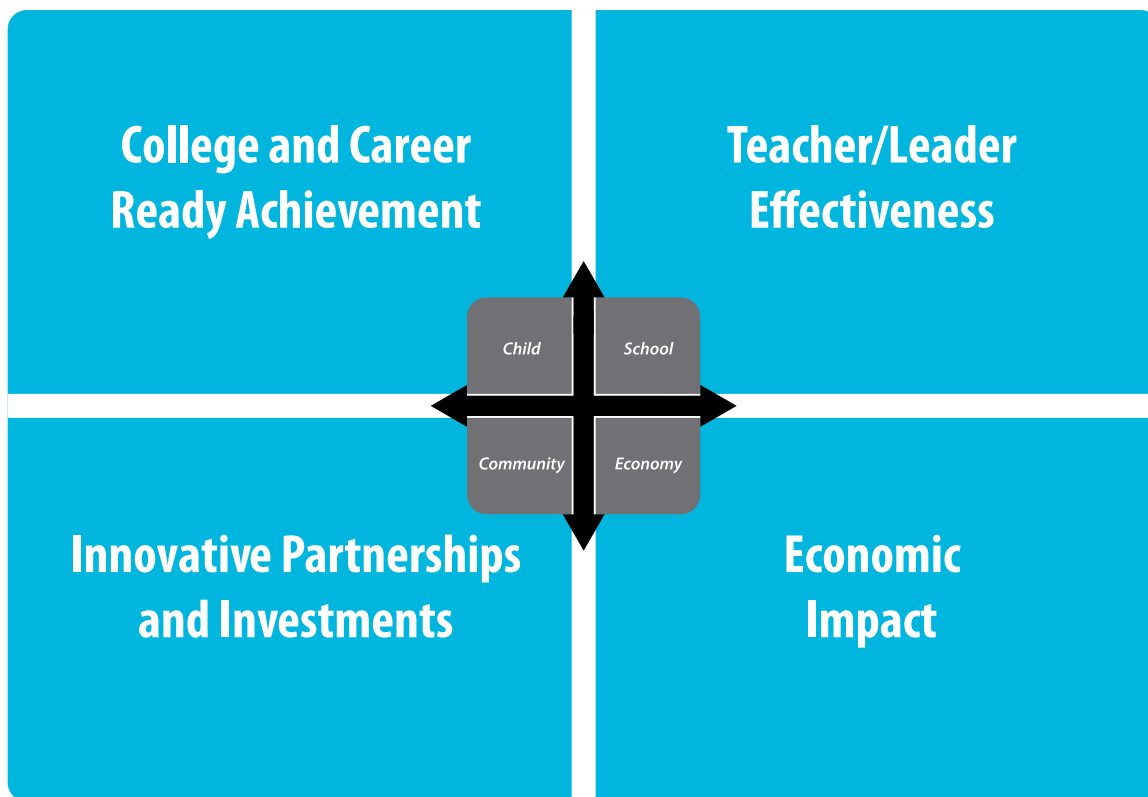 College and Career
Ready Achievement
Teacher/Leader
Effectiveness
Child
School
Community
Economy
Innovative Partnerships
and Investments
Economic
Impact